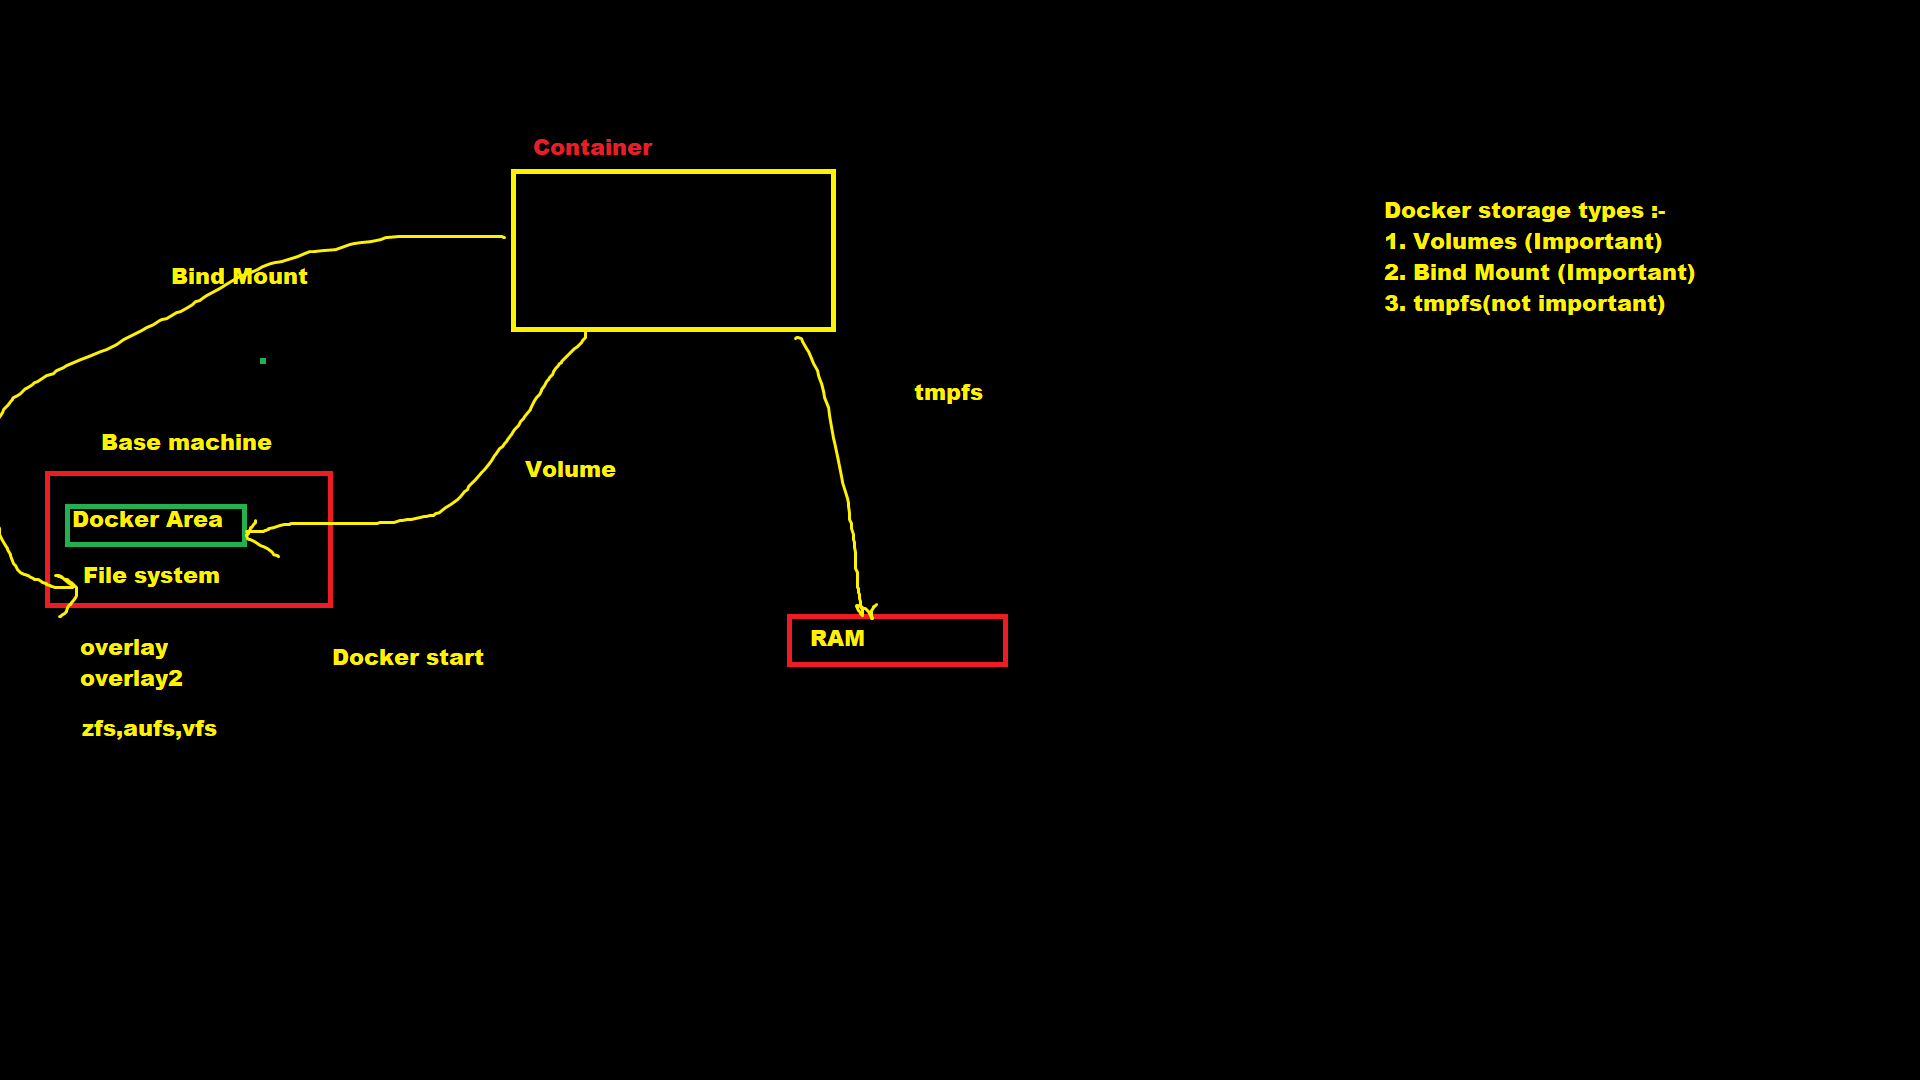 Container
Docker storage types :-
1. Volumes (Important)
2. Bind Mount (Important)
3. tmpfs(not important)
Bind Mount
tmpfs
Base machine
Volume
Docker Area
File system
RAM
overlay
overlay2
Docker start
zfs,aufs,vfs